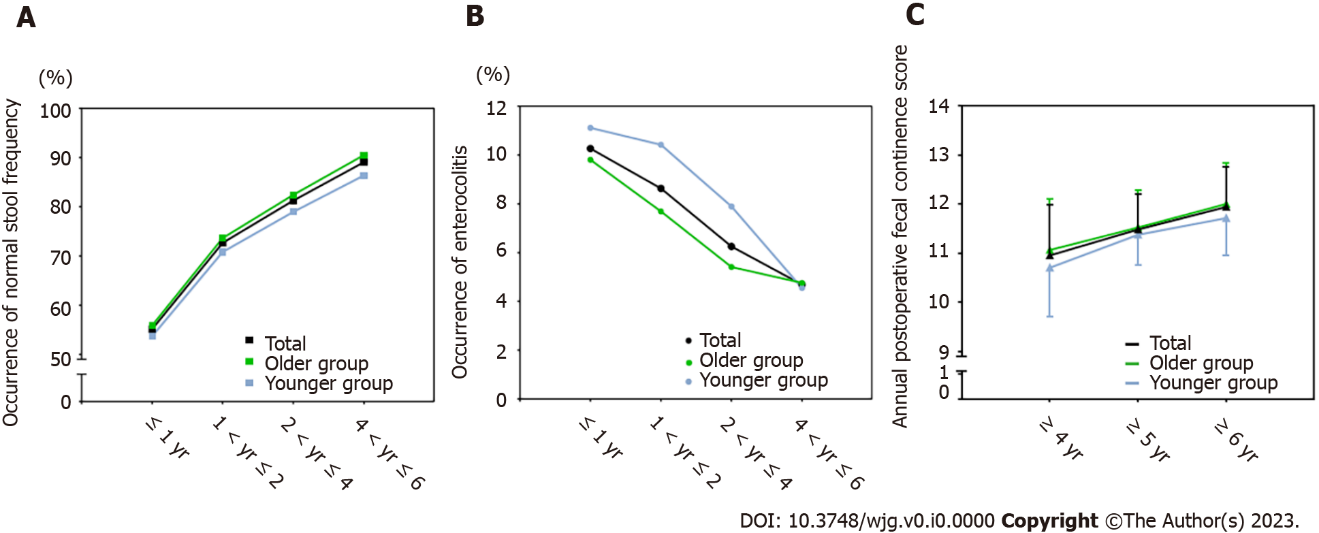 A
(%)
Occurrence of normal stool frequency
100
90
80
70
60
50
0
Total
Older group
Younger group
≤ 1 yr
1 < yr ≤ 2
2 < yr ≤ 4
4 < yr ≤ 6
B
(%)
Occurrence of enterocolitis
12
10
8
6
4
2
0
Total
Older group
Younger group
≤ 1 yr
1 < yr ≤ 2
2 < yr ≤ 4
4 < yr ≤ 6
C
Annual postoperative fecal continence score
14
13
12
11
10
9
1
0
Total
Older group
Younger group
≥ 4 yr
≥ 5 yr
≥ 6 yr
DOI: 10.3748/wjg.v0.i0.0000 Copyright ©The Author(s) 2023.